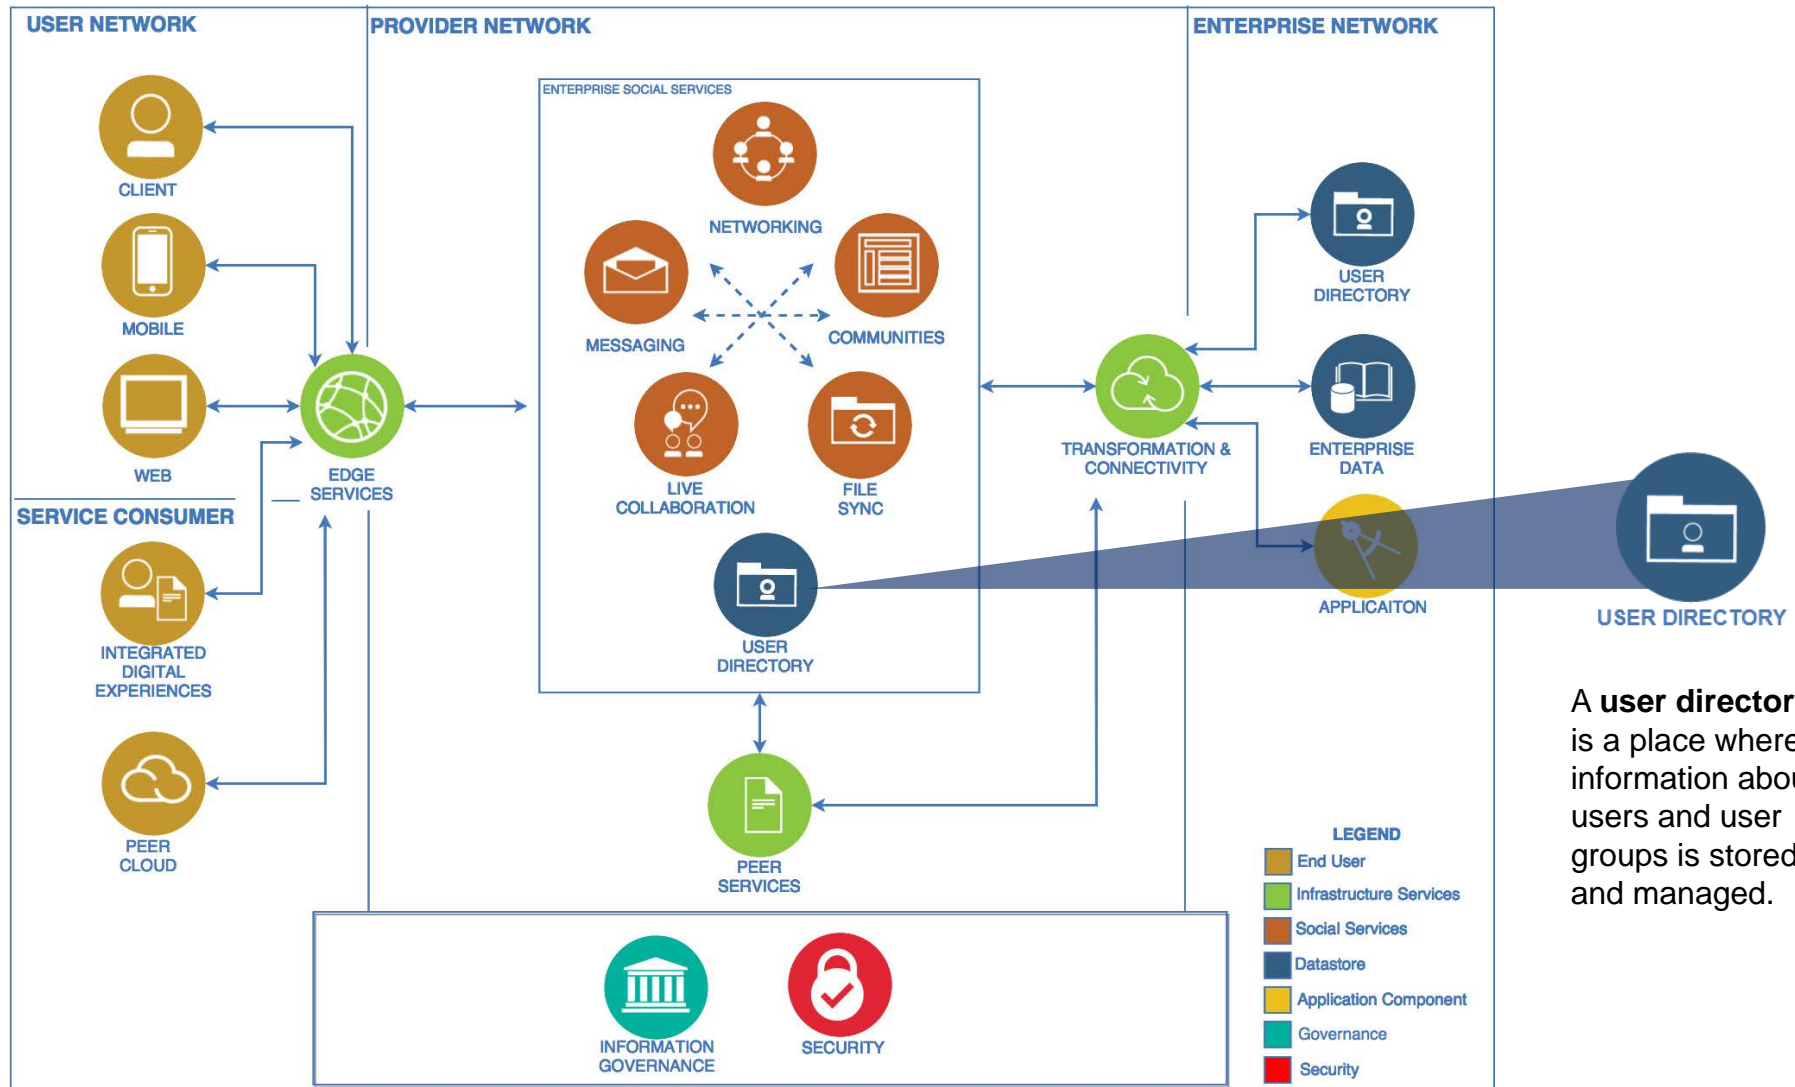 USER NETWORK
PROVIDER NETWORK
ENTERPRISE NETWORK
ENTERPRISE SOCIAL SERVICES
CLIENT
MOBILE
WEB
SERVICE CONSUMER
INTEGRATED
DIGITAL
EXPERIENCES
PEER
CLOUD
EDGE
SERVICES
NETWORKING
MESSAGING
COMMUNITIES
LIVE
COLLABORATION
FILE
SYNC
USER
DIRECTORY
PEER
SERVICES
TRANSFORMATION &
CONNECTIVITY
USER
DIRECTORY
ENTERPRISE
DATA
APPLICAITON
USER DIRECTORY
A user director
is a place where
information abou
users and user
groups is stored
and managed.
LEGEND
End User
Infrastructure Services
Social Services
Datastore
Application Component
Governance
Security
INFORMATION
GOVERNANCE
SECURITY